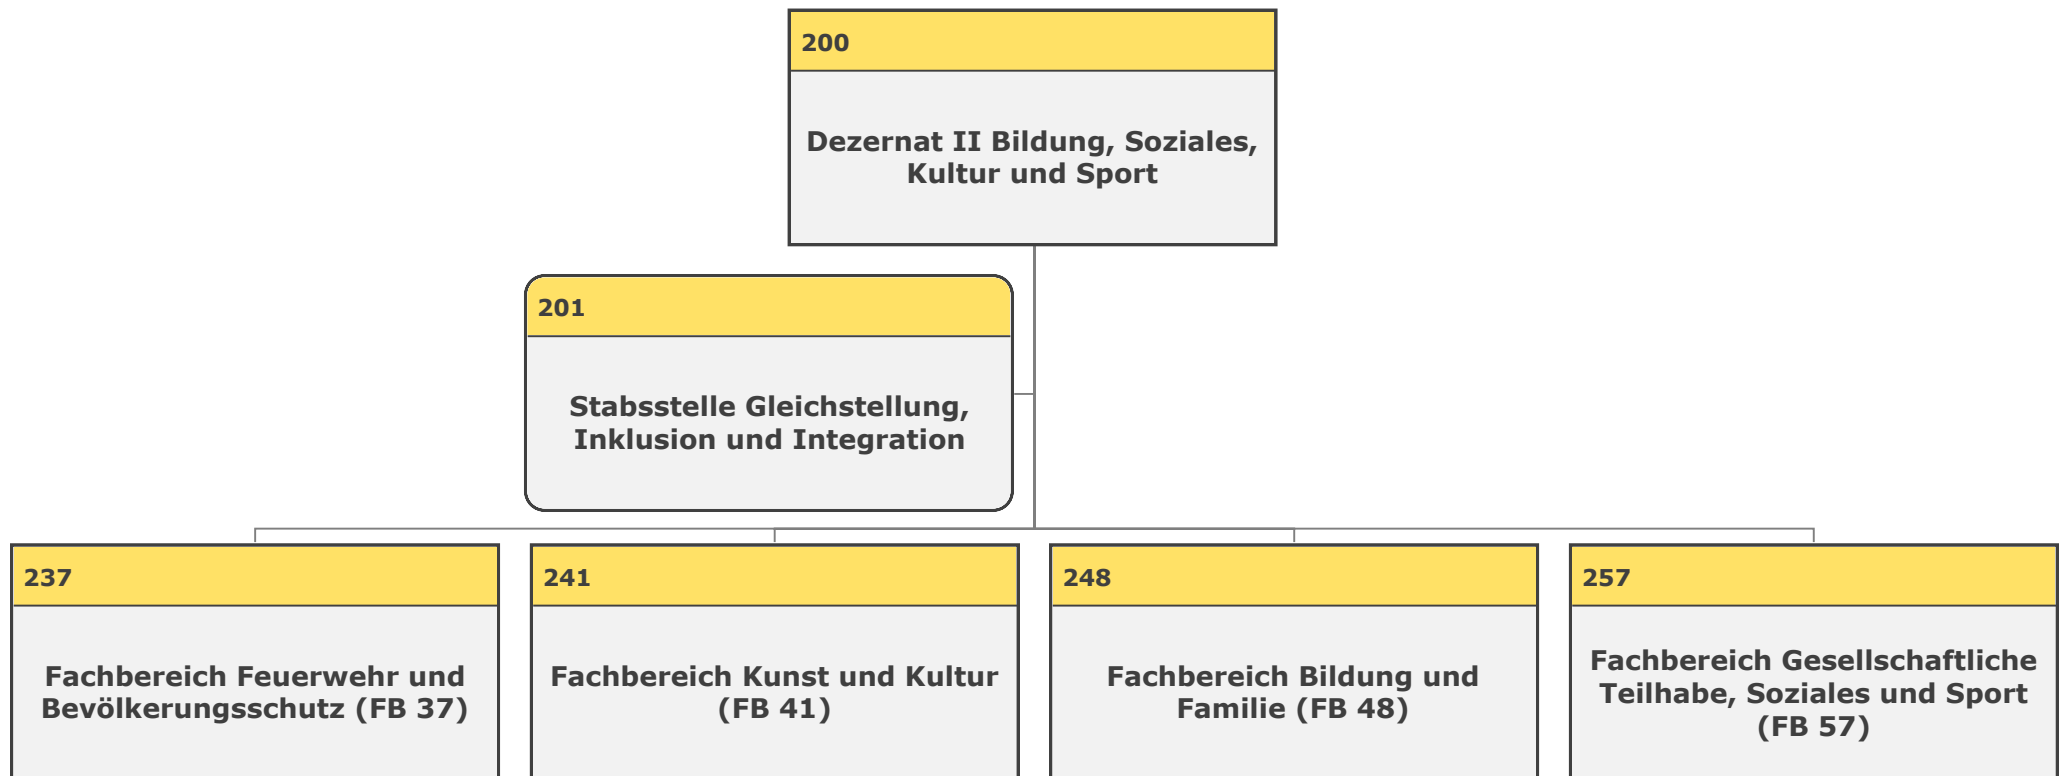 200
Dezernat II Bildung, Soziales,
Kultur und Sport
201
Stabsstelle Gleichstellung,
Inklusion und Integration
237
Fachbereich Feuerwehr und
Bevölkerungsschutz (FB 37)
241
Fachbereich Kunst und Kultur
(FB 41)
248
Fachbereich Bildung und
Familie (FB 48)
257
Fachbereich Gesellschaftliche
Teilhabe, Soziales und Sport
(FB 57)